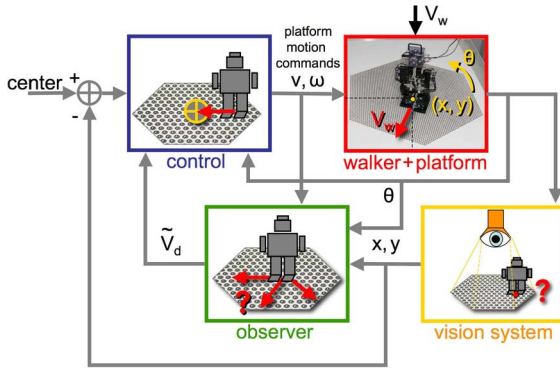 platform
motion
commands
v, ω
V_w
center
+
-
θ
(x, y)
V_w
control
walker+platform
θ
Ṽ_d
x, y
?
?
observer
vision system